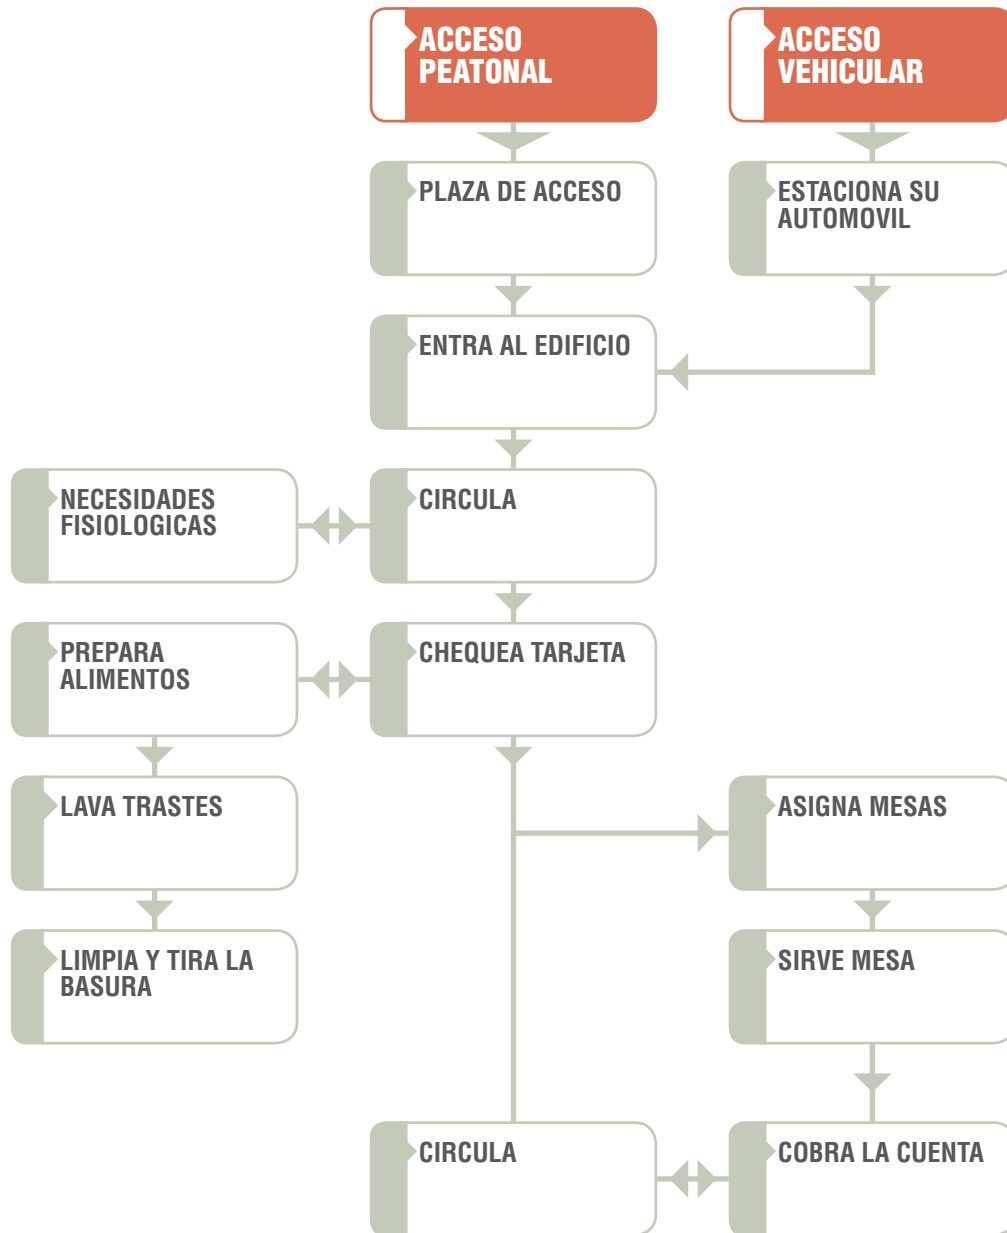 ACCESO
PEATONAL
ACCESO
VEHICULAR
PLAZA DE ACCESO
ESTACIONA SU
AUTOMOVIL
ENTRA AL EDIFICIO
NECESIDADES
FISIOLOGICAS
CIRCULA
PREPARA
ALIMENTOS
CHEQUEA TARJETA
LAVA TRASTES
ASIGNA MESAS
LIMPIA Y TIRA LA
BASURA
SIRVE MESA
CIRCULA
COBRA LA CUENTA